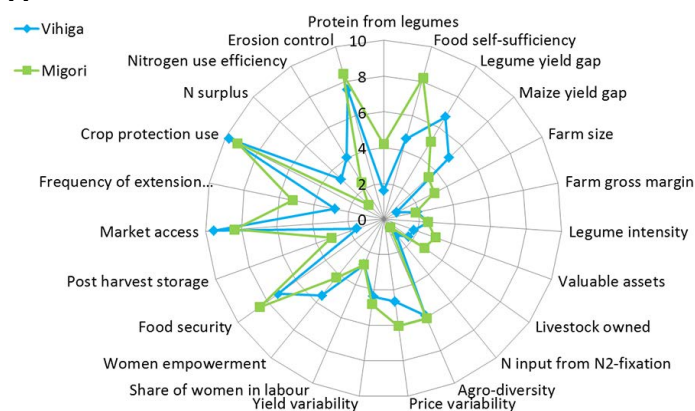 Vihiga
Migori
Protein from legumes
Food self-sufficiency
Legume yield gap
Maize yield gap
Farm size
Farm gross margin
Legume intensity
Valuable assets
Livestock owned
N input from N2-fixation
Agro-diversity
Price variability
Yield variability
Share of women in labour
Women empowerment
Food security
Post harvest storage
Market access
Frequency of extension...
Crop protection use
N surplus
Nitrogen use efficiency
Erosion control
10
8
6
4
2
0